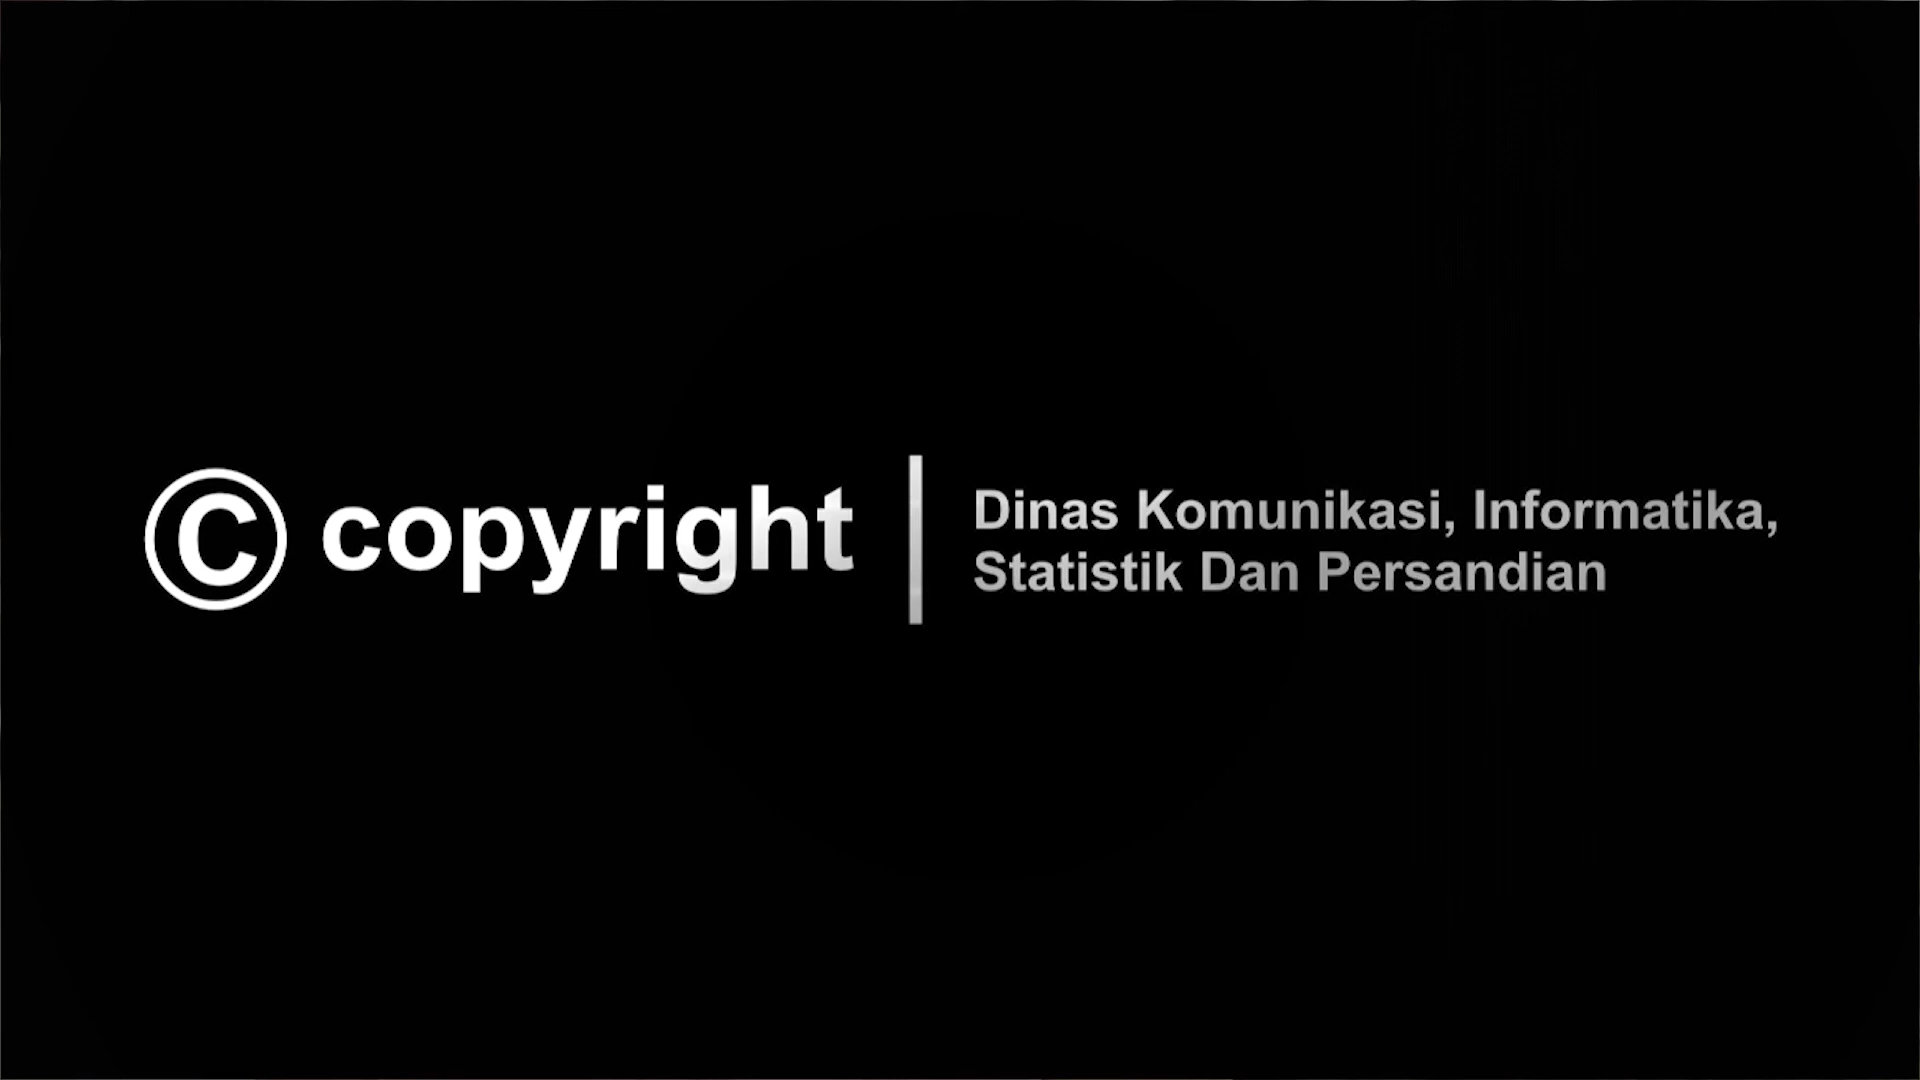 © copyright
Dinas Komunikasi, Informatika,
Statistik Dan Persandian